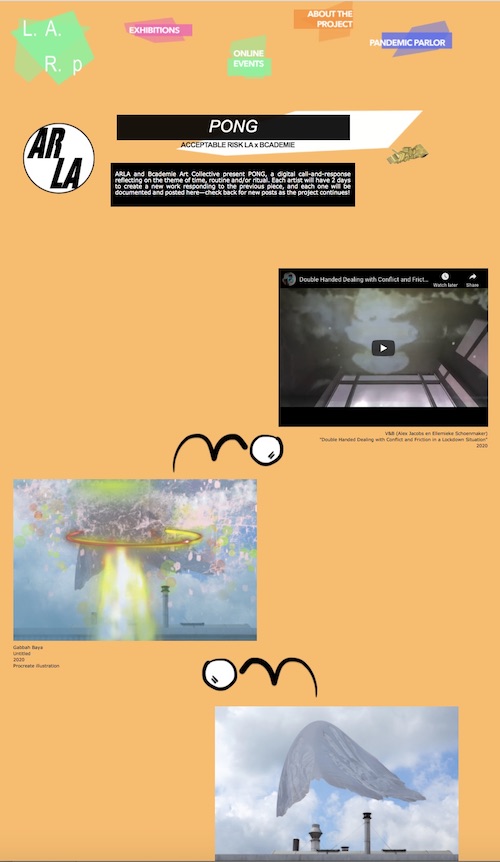 L. A.
R. p
EXHIBITIONS
ONLINE
EVENTS
ABOUT THE
PROJECT
PANDEMIC PARLOR
AR
LA
PONG
ACCEPTABLE RISK LA x BCADEMIE
ARLA and Bcademie Art Collective present PONG, a digital call-and-response
reflecting on the theme of time, routine and/or ritual. Each artist will have 2 days
to create a new work responding to the previous piece, and each one will be
documented and posted here—check back for new posts as the project continues!
Double Handed Dealing with Conflict and Frict...
Watch later
Share
V&B (Alex Jacobs en Ellemieke Schoenmaker)
"Double Handed Dealing with Conflict and Friction in a Lockdown Situation"
2020
Gabbah Baya
Untitled
2020
Procreate Illustration